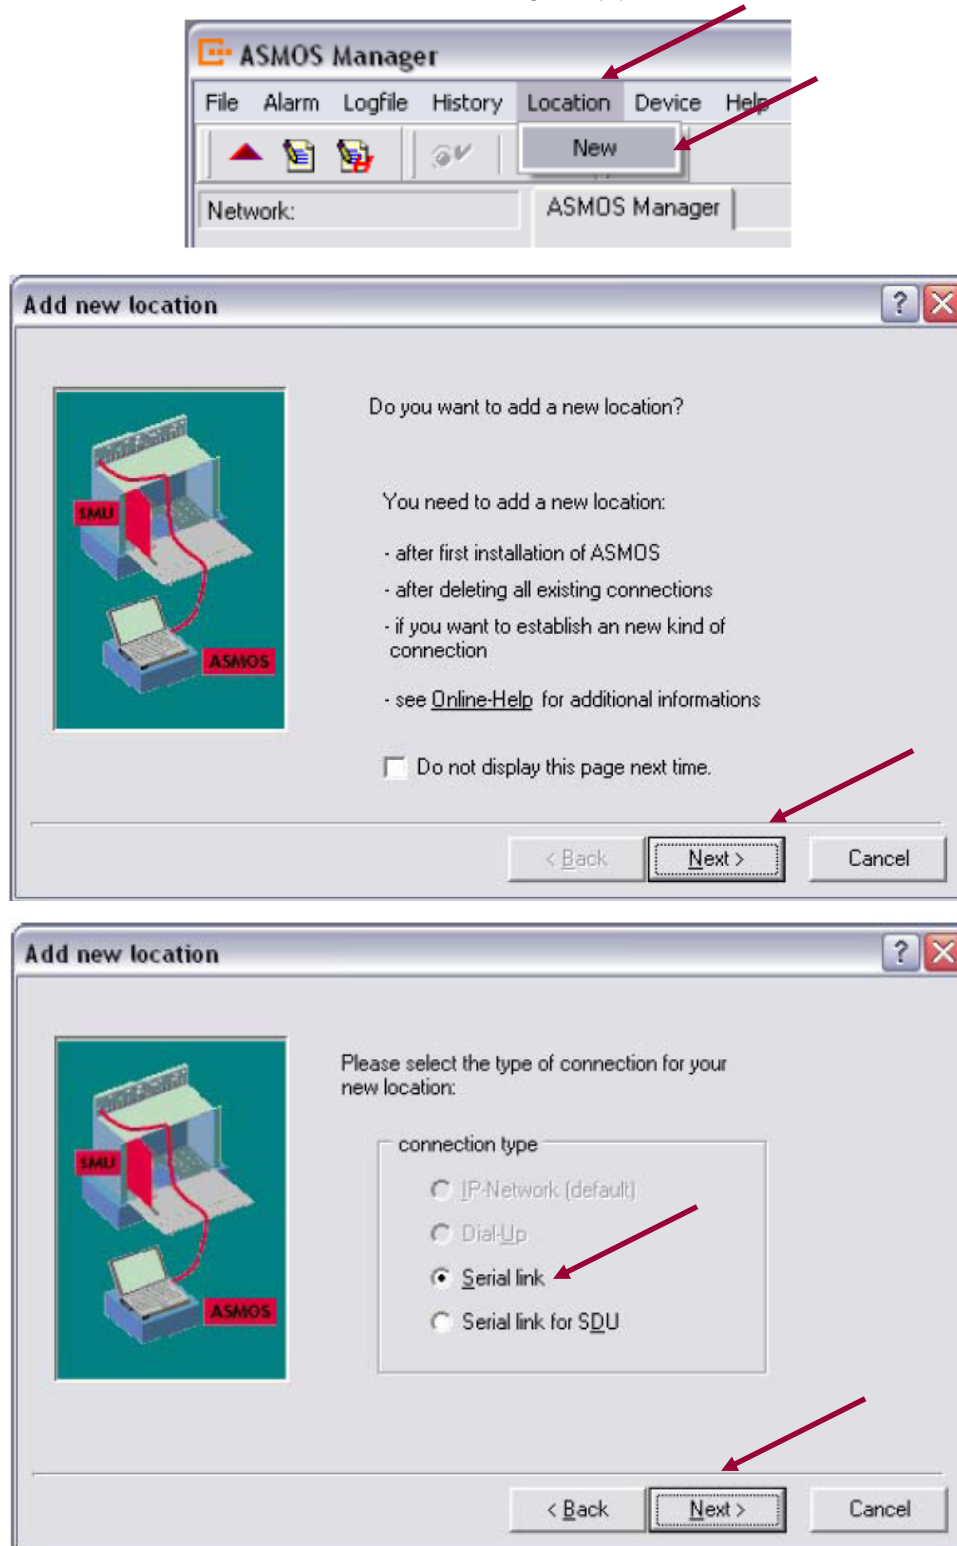 ASMOS Manager
File Alarm Logfile History Location Device Help
New
Network:
ASMOS Manager
Add new location
Do you want to add a new location?
SMU
ASMOS
You need to add a new location:
- after first installation of ASMOS
- after deleting all existing connections
- if you want to establish an new kind of
connection
- see Online-Help for additional informations
Do not display this page next time.
< Back
Next >
Cancel
Add new location
Please select the type of connection for your
new location:
SMU
ASMOS
connection type
IP-Network (default)
Dial-Up
Serial link
Serial link for SDU
< Back
Next >
Cancel